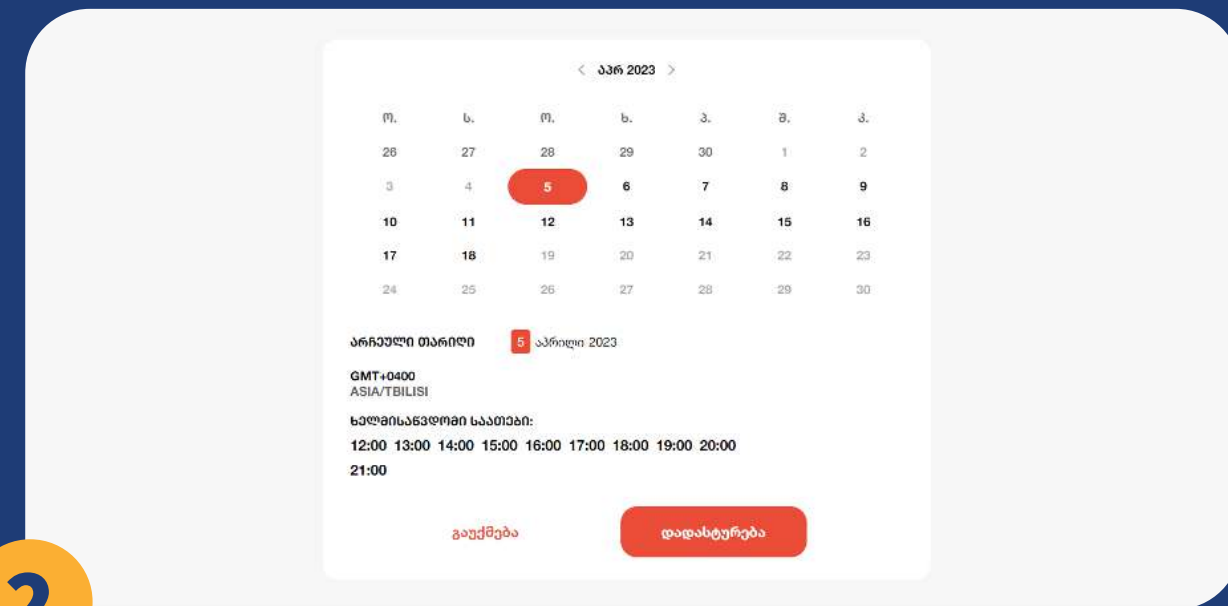 < აპრ 2023 >
ო. ს. ო. ხ. პ. შ. კ.
26 27 28 29 30 1 2
3 4 5 6 7 8 9
10 11 12 13 14 15 16
17 18 19 20 21 22 23
24 25 26 27 28 29 30
არჩეული თარიღი 5 აპრილი 2023
GMT+0400
ASIA/TBILISI
ხელმისაწვდომი საათები:
12:00 13:00 14:00 15:00 16:00 17:00 18:00 19:00 20:00
21:00
გაუქმება დადასტურება
2